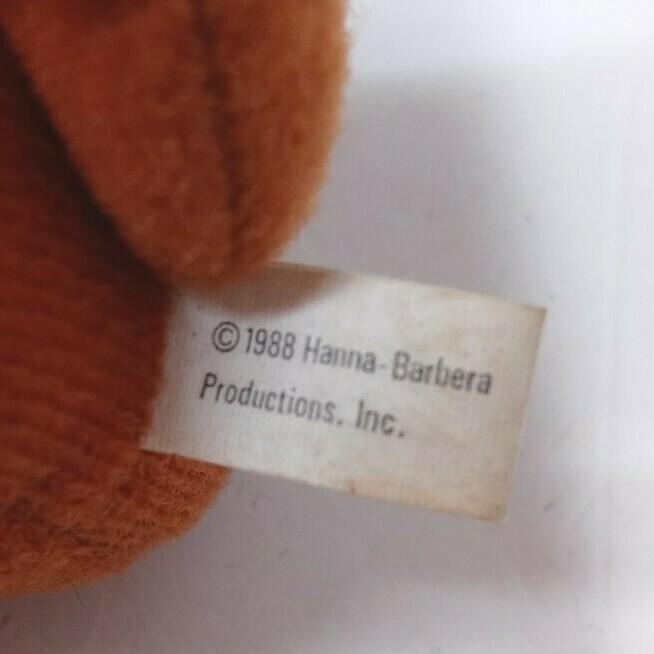 © 1988 Hanna-Barbera
Productions, Inc.